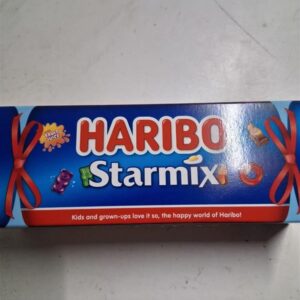 HARIBO
Starmix
Kids and grown-ups love it so, the happy world of Haribo!